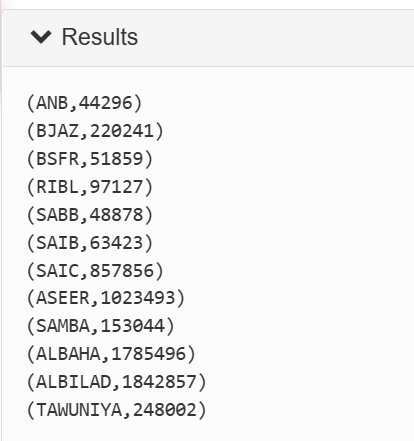 Results
(ANB,44296)
(BJAZ,220241)
(BSFR,51859)
(RIBL,97127)
(SABB,48878)
(SAIB,63423)
(SAIC,857856)
(ASEER,1023493)
(SAMBA,153044)
(ALBAHA,1785496)
(ALBILAD,1842857)
(TAWUNIYA,248002)